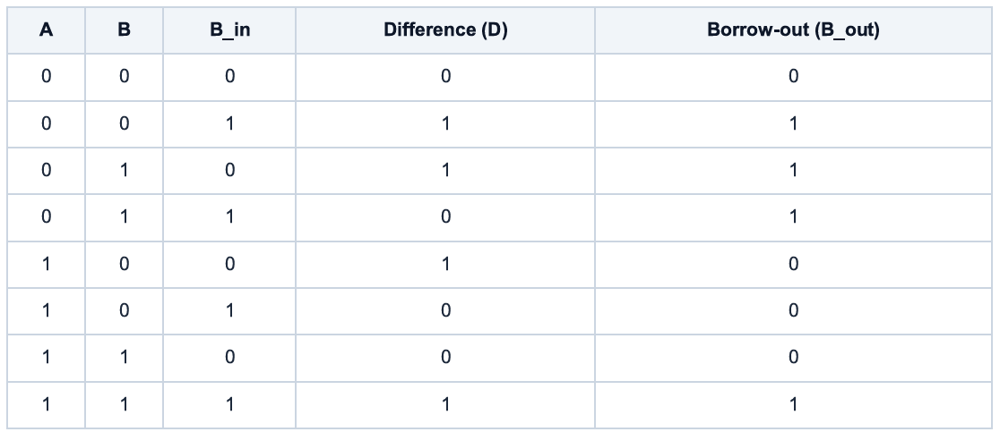 A B B_in Difference (D) Borrow-out (B_out)
0 0 0 0 0
0 0 1 1 1
0 1 0 1 1
0 1 1 0 1
1 0 0 1 0
1 0 1 0 0
1 1 0 0 0
1 1 1 1 1